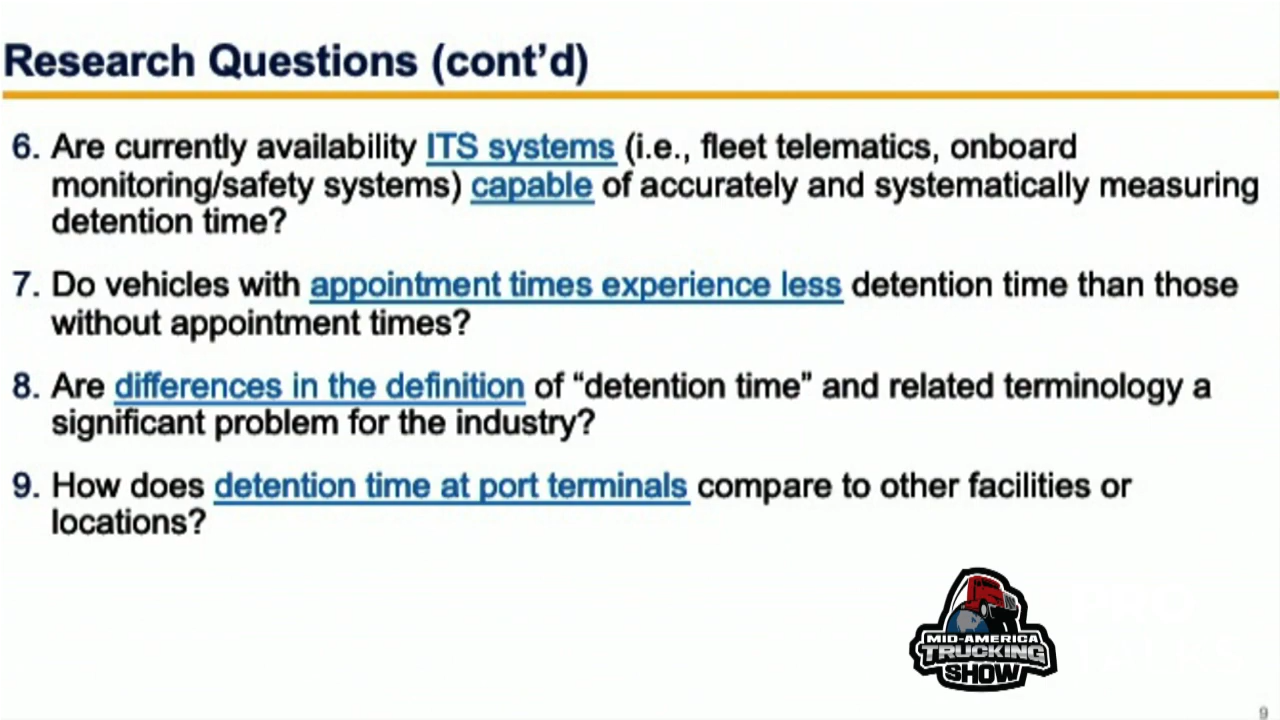 Research Questions (cont'd)
6. Are currently availability ITS systems (i.e., fleet telematics, onboard
monitoring/safety systems) capable of accurately and systematically measuring
detention time?
7. Do vehicles with appointment times experience less detention time than those
without appointment times?
8. Are differences in the definition of “detention time” and related terminology a
significant problem for the industry?
9. How does detention time at port terminals compare to other facilities or
locations?
MID-AMERICA
TRUCKING
SHOW
9